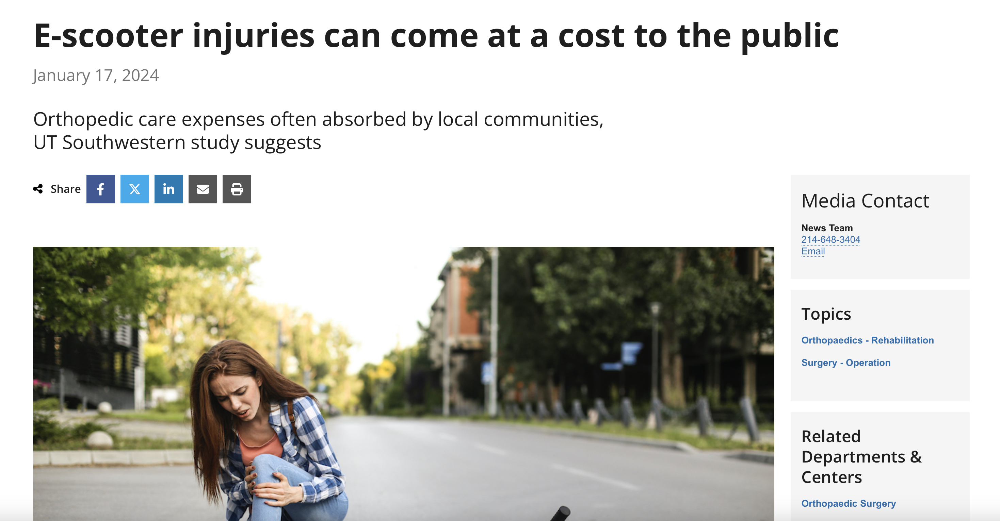 E-scooter injuries can come at a cost to the public
January 17, 2024
Orthopedic care expenses often absorbed by local communities,
UT Southwestern study suggests
Share
Media Contact
News Team
214-648-3404
Email
Topics
Orthopaedics - Rehabilitation
Surgery - Operation
Related
Departments &
Centers
Orthopaedic Surgery